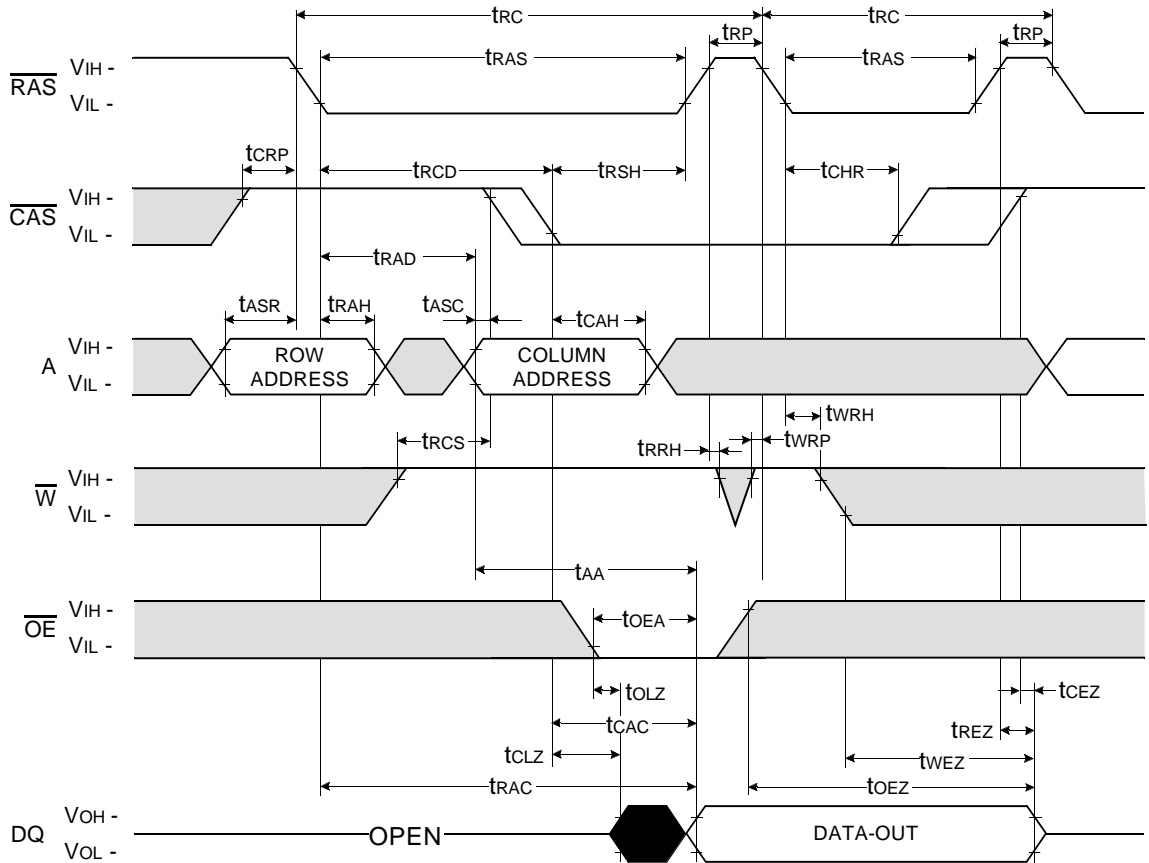 tRC tRC
tRP tRP
tRAS tRAS
VIH -
RAS
VIL -
tCRP tRCD tRSH tCHR
VIH -
CAS
VIL -
tRAD
tASR tRAH tASC tCAH
VIH -
A
VIL -
ROW
ADDRESS
COLUMN
ADDRESS
tWRH
tRCS tRRH tWRP
VIH -
W
VIL -
tAA
VIH -
OE
VIL -
tOEA
tOLZ tCEZ
tCAC tREZ
tCLZ tWEZ
tRAC tOEZ
VOH -
DQ
VOL -
OPEN
DATA-OUT